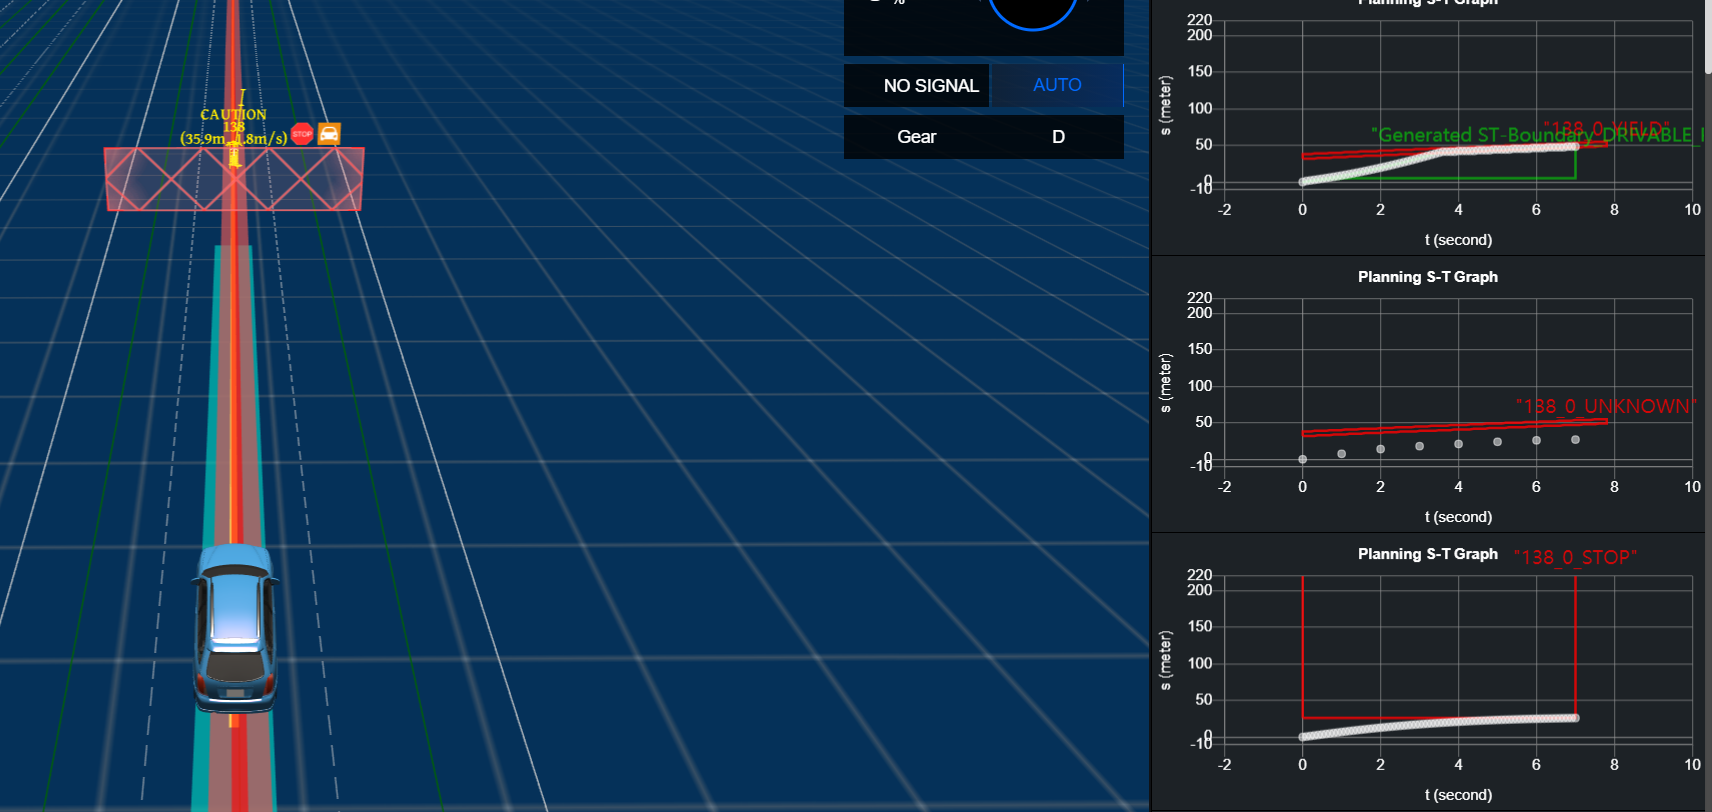 %
NO SIGNAL
AUTO
Gear
D
CAUTION
138
(35.9m
.8m/s)
STOP
Planning S-T Graph
220
200
150
100
50
0
-10
s (meter)
"138_0_YIELD"
"Generated ST-Boundary_DRIVABLE_
-2
0
2
4
6
8
10
t (second)
Planning S-T Graph
220
200
150
100
50
0
-10
s (meter)
"138_0_UNKNOWN"
-2
0
2
4
6
8
10
t (second)
Planning S-T Graph
"138_0_STOP"
220
200
150
100
50
0
-10
s (meter)
-2
0
2
4
6
8
10
t (second)